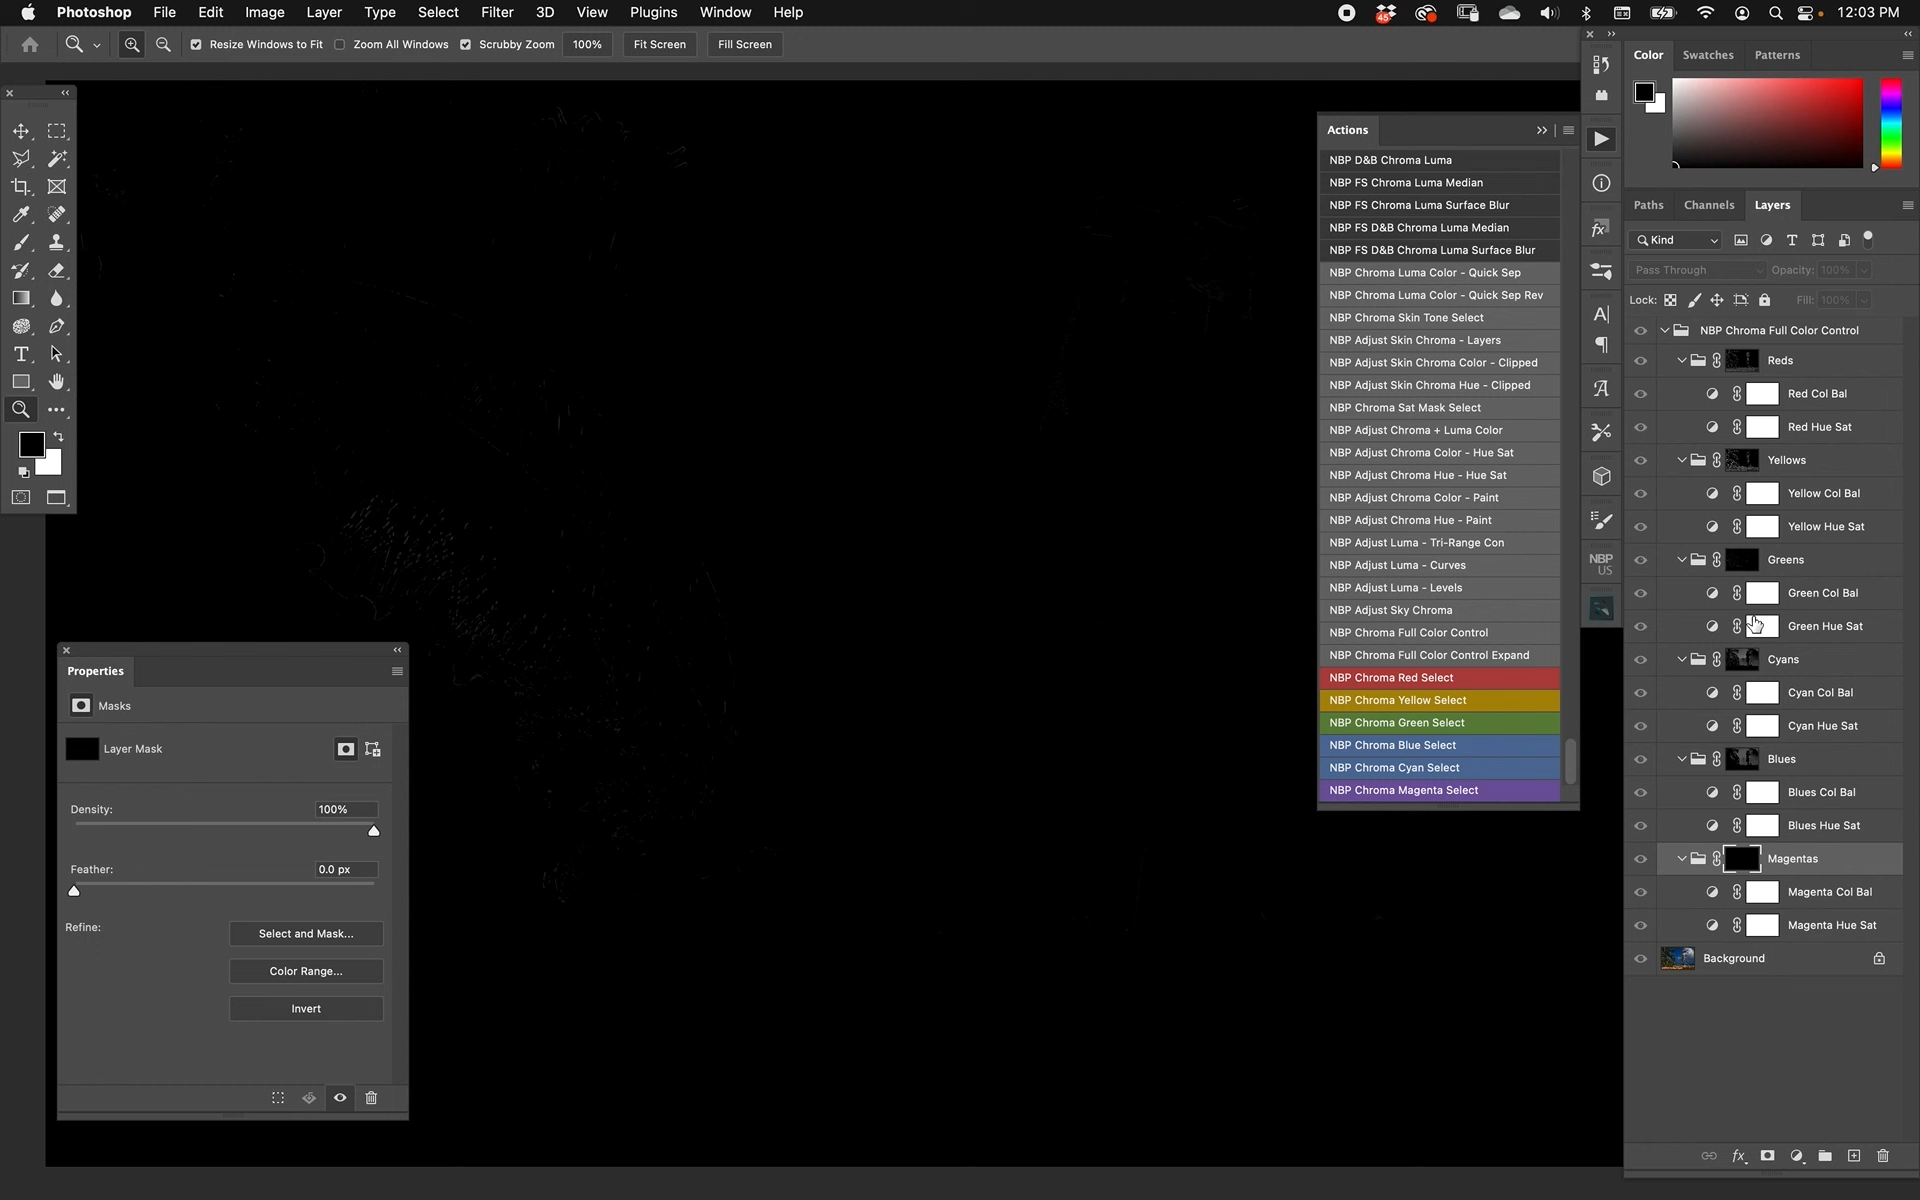 Photoshop File Edit Image Layer Type Select Filter 3D View Plugins Window Help 45 12:03 PM
Resize Windows to Fit Zoom All Windows Scrubby Zoom 100% Fit Screen Fill Screen
Actions
NBP D&B Chroma Luma
NBP FS Chroma Luma Median
NBP FS Chroma Luma Surface Blur
NBP FS D&B Chroma Luma Median
NBP FS D&B Chroma Luma Surface Blur
NBP Chroma Luma Color - Quick Sep
NBP Chroma Luma Color - Quick Sep Rev
NBP Chroma Skin Tone Select
NBP Adjust Skin Chroma - Layers
NBP Adjust Skin Chroma Color - Clipped
NBP Adjust Skin Chroma Hue - Clipped
NBP Chroma Sat Mask Select
NBP Adjust Chroma + Luma Color
NBP Adjust Chroma Color - Hue Sat
NBP Adjust Chroma Hue - Hue Sat
NBP Adjust Chroma Color - Paint
NBP Adjust Chroma Hue - Paint
NBP Adjust Luma - Tri-Range Con
NBP Adjust Luma - Curves
NBP Adjust Luma - Levels
NBP Adjust Sky Chroma
NBP Chroma Full Color Control
NBP Chroma Full Color Control Expand
NBP Chroma Red Select
NBP Chroma Yellow Select
NBP Chroma Green Select
NBP Chroma Blue Select
NBP Chroma Cyan Select
NBP Chroma Magenta Select
NBP
US
Color Swatches Patterns
Paths Channels Layers
Kind
Pass Through Opacity: 100%
Lock: Fill: 100%
NBP Chroma Full Color Control
Reds
Red Col Bal
Red Hue Sat
Yellows
Yellow Col Bal
Yellow Hue Sat
Greens
Green Col Bal
Green Hue Sat
Cyans
Cyan Col Bal
Cyan Hue Sat
Blues
Blues Col Bal
Blues Hue Sat
Magentas
Magenta Col Bal
Magenta Hue Sat
Background
Properties
Masks
Layer Mask
Density: 100%
Feather: 0.0 px
Refine: Select and Mask...
Color Range...
Invert